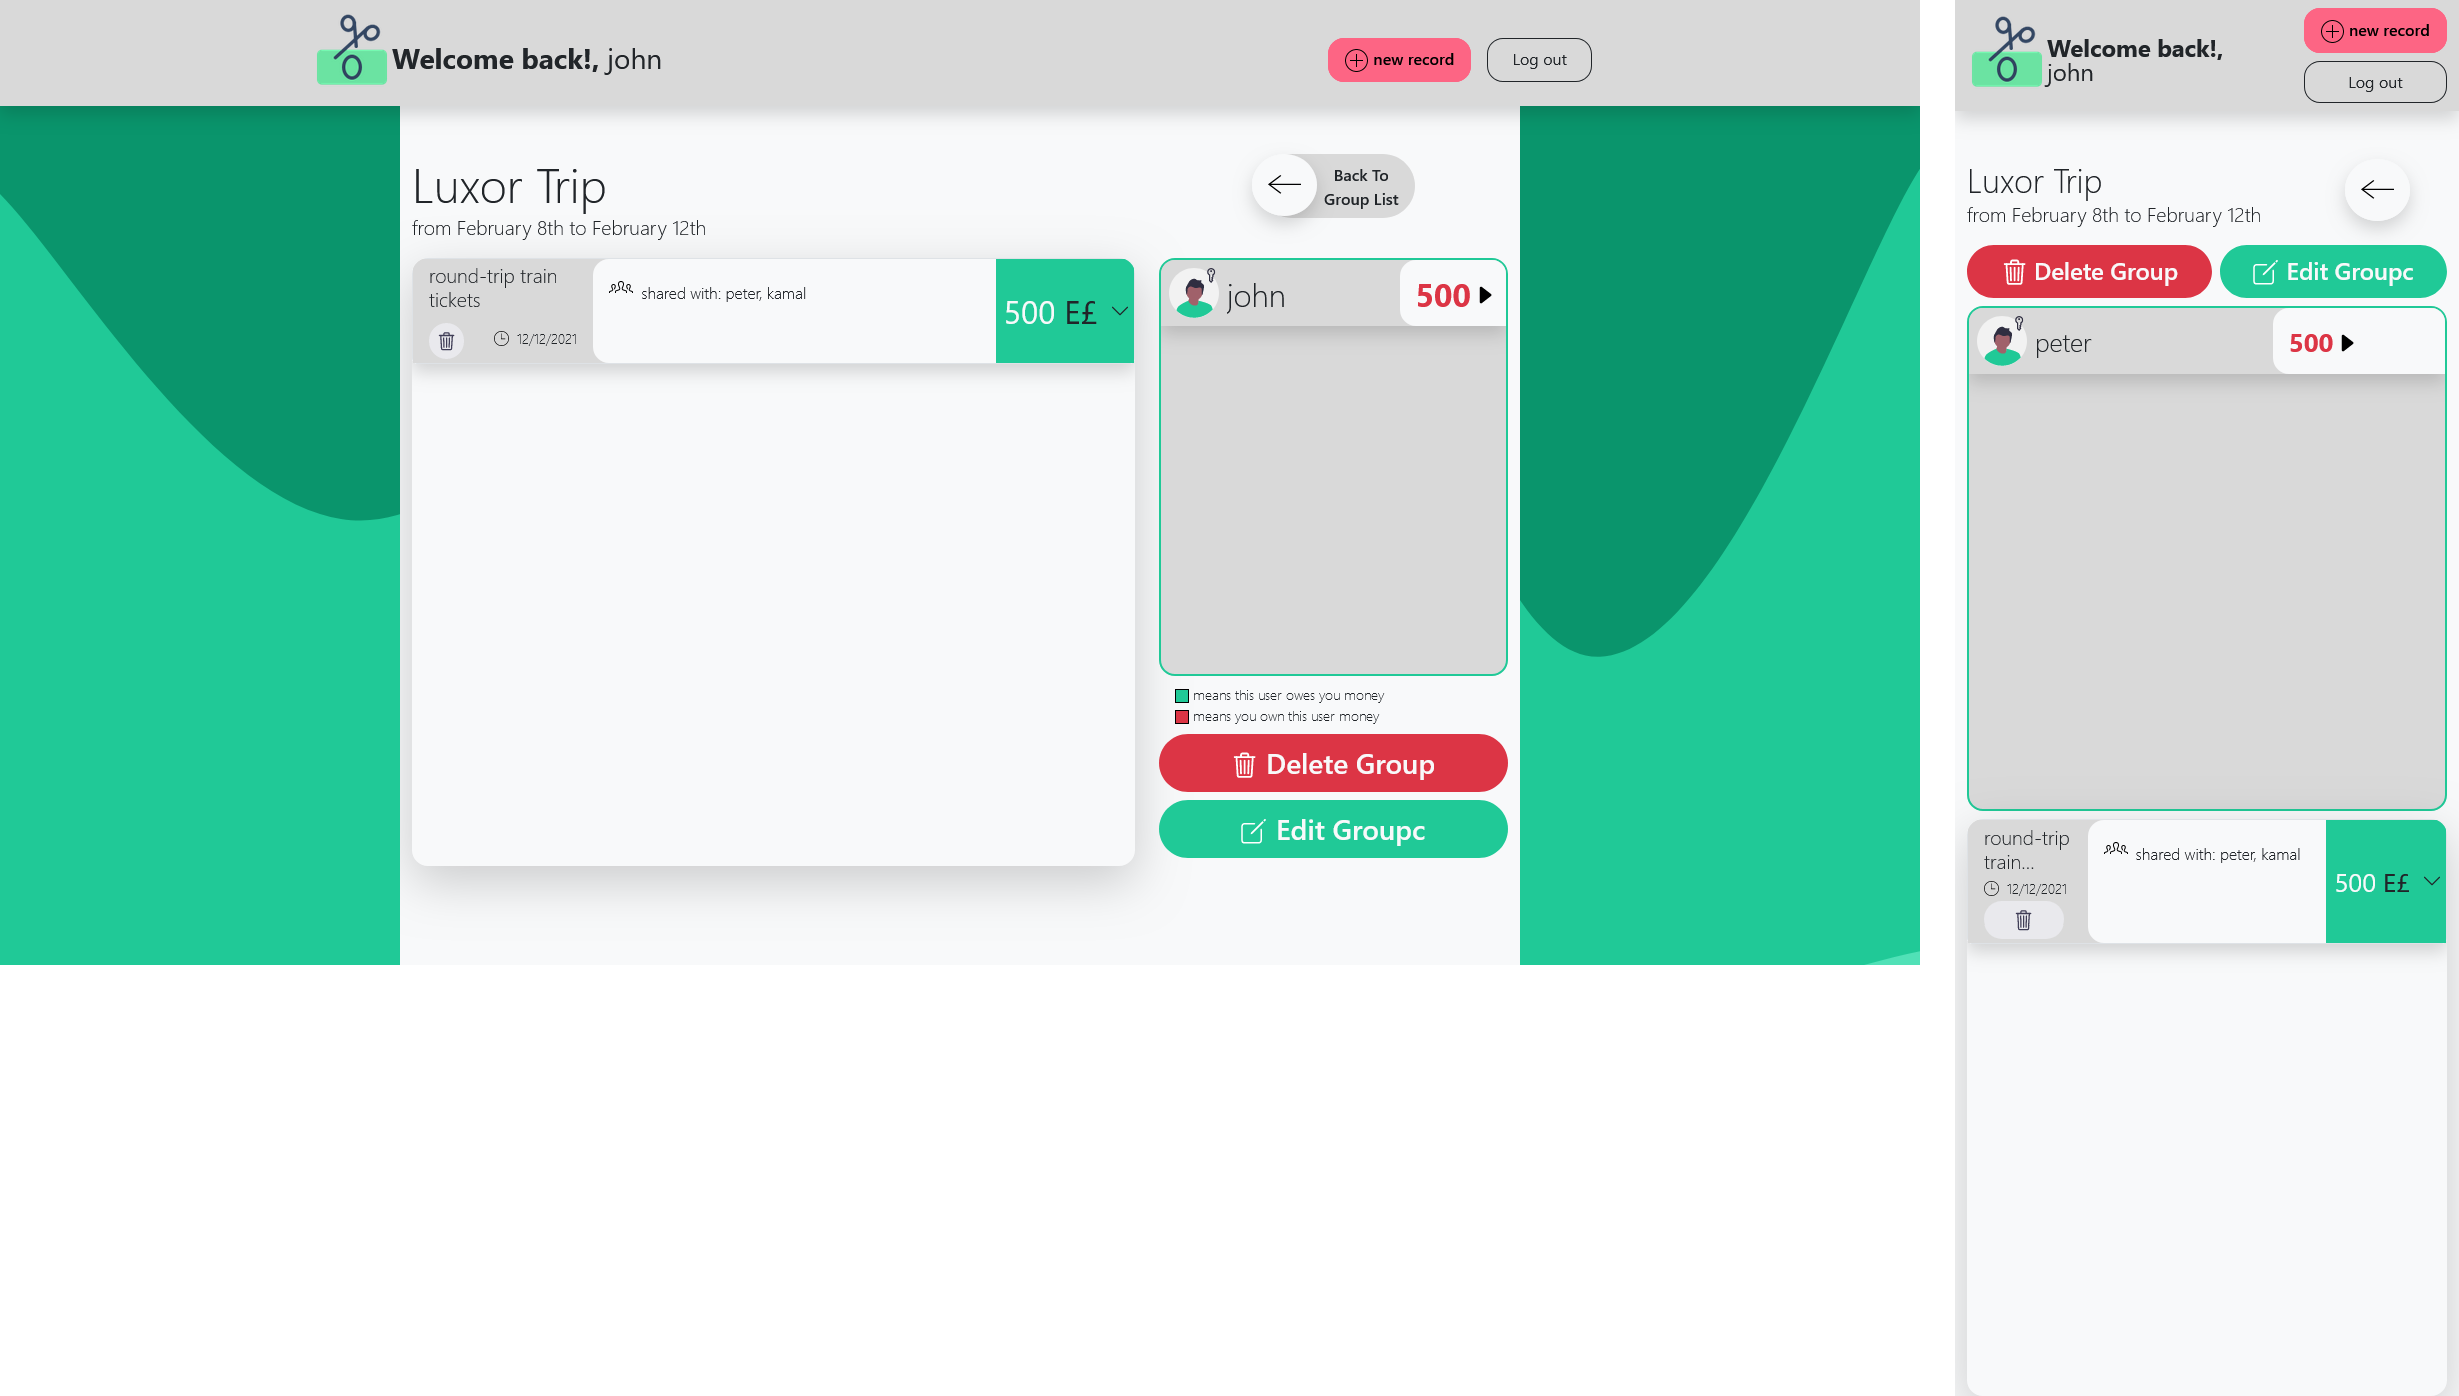 Welcome back!, john
new record
Log out
Luxor Trip
from February 8th to February 12th
Back To
Group List
round-trip train
tickets
12/12/2021
shared with: peter, kamal
500 E£
john
500
means this user owes you money
means you own this user money
Delete Group
Edit Groupc
Welcome back!,
john
new record
Log out
Luxor Trip
from February 8th to February 12th
Delete Group
Edit Groupc
peter
500
round-trip
train...
12/12/2021
shared with: peter, kamal
500 E£